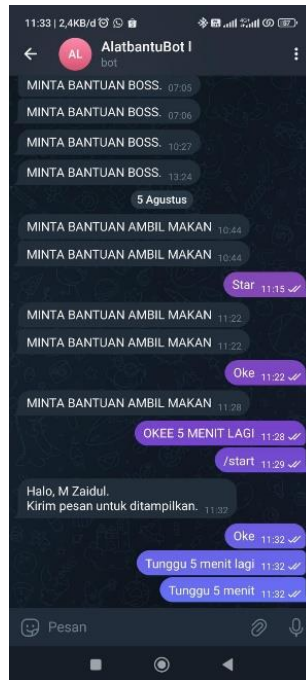 11:33 | 2,4KB/d
AL
AlatbantuBot I
bot
MINTA BANTUAN BOSS. 07:05
MINTA BANTUAN BOSS. 07:06
MINTA BANTUAN BOSS. 10:27
MINTA BANTUAN BOSS. 13:24
5 Agustus
MINTA BANTUAN AMBIL MAKAN 10:44
MINTA BANTUAN AMBIL MAKAN 10:44
Star 11:15
MINTA BANTUAN AMBIL MAKAN 11:22
MINTA BANTUAN AMBIL MAKAN 11:22
Oke 11:22
MINTA BANTUAN AMBIL MAKAN 11:28
OKEE 5 MENIT LAGI 11:28
/start 11:29
Halo, M Zaidul.
Kirim pesan untuk ditampilkan. 11:32
Oke 11:32
Tunggu 5 menit lagi 11:32
Tunggu 5 menit 11:32
Pesan